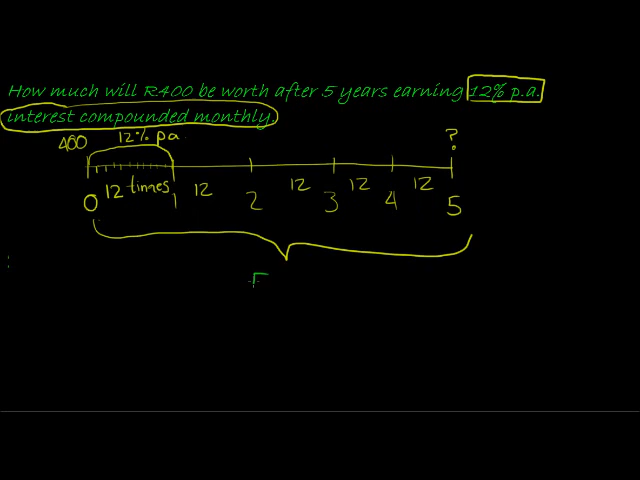 How much will R400 be worth after 5 years earning 12% p.a.
interest compounded monthly.
400 12% pa ?
12 times 12 12 12 12
0 1 2 3 4 5